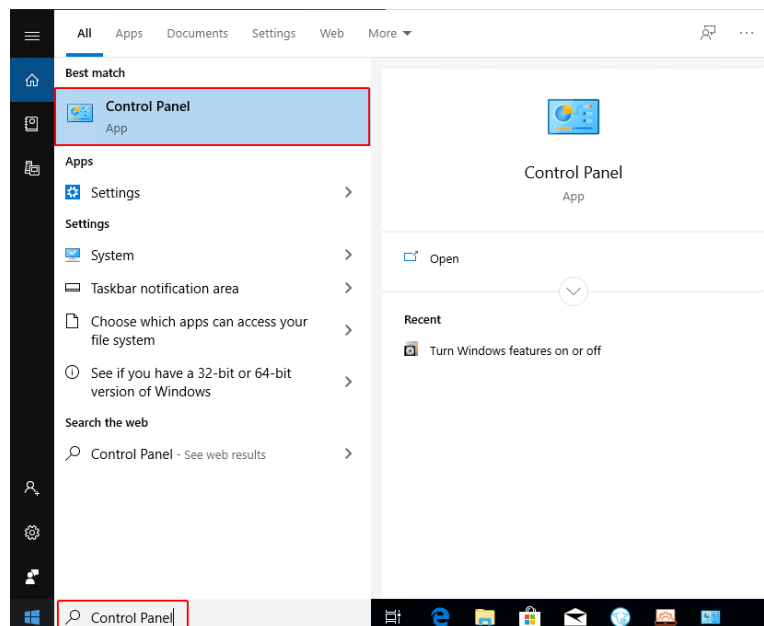 All Apps Documents Settings Web More
Best match
Control Panel
App
Apps
Settings
Settings
System
Taskbar notification area
Choose which apps can access your
file system
See if you have a 32-bit or 64-bit
version of Windows
Search the web
Control Panel - See web results
Control Panel
App
Open
Recent
Turn Windows features on or off
Control Panel